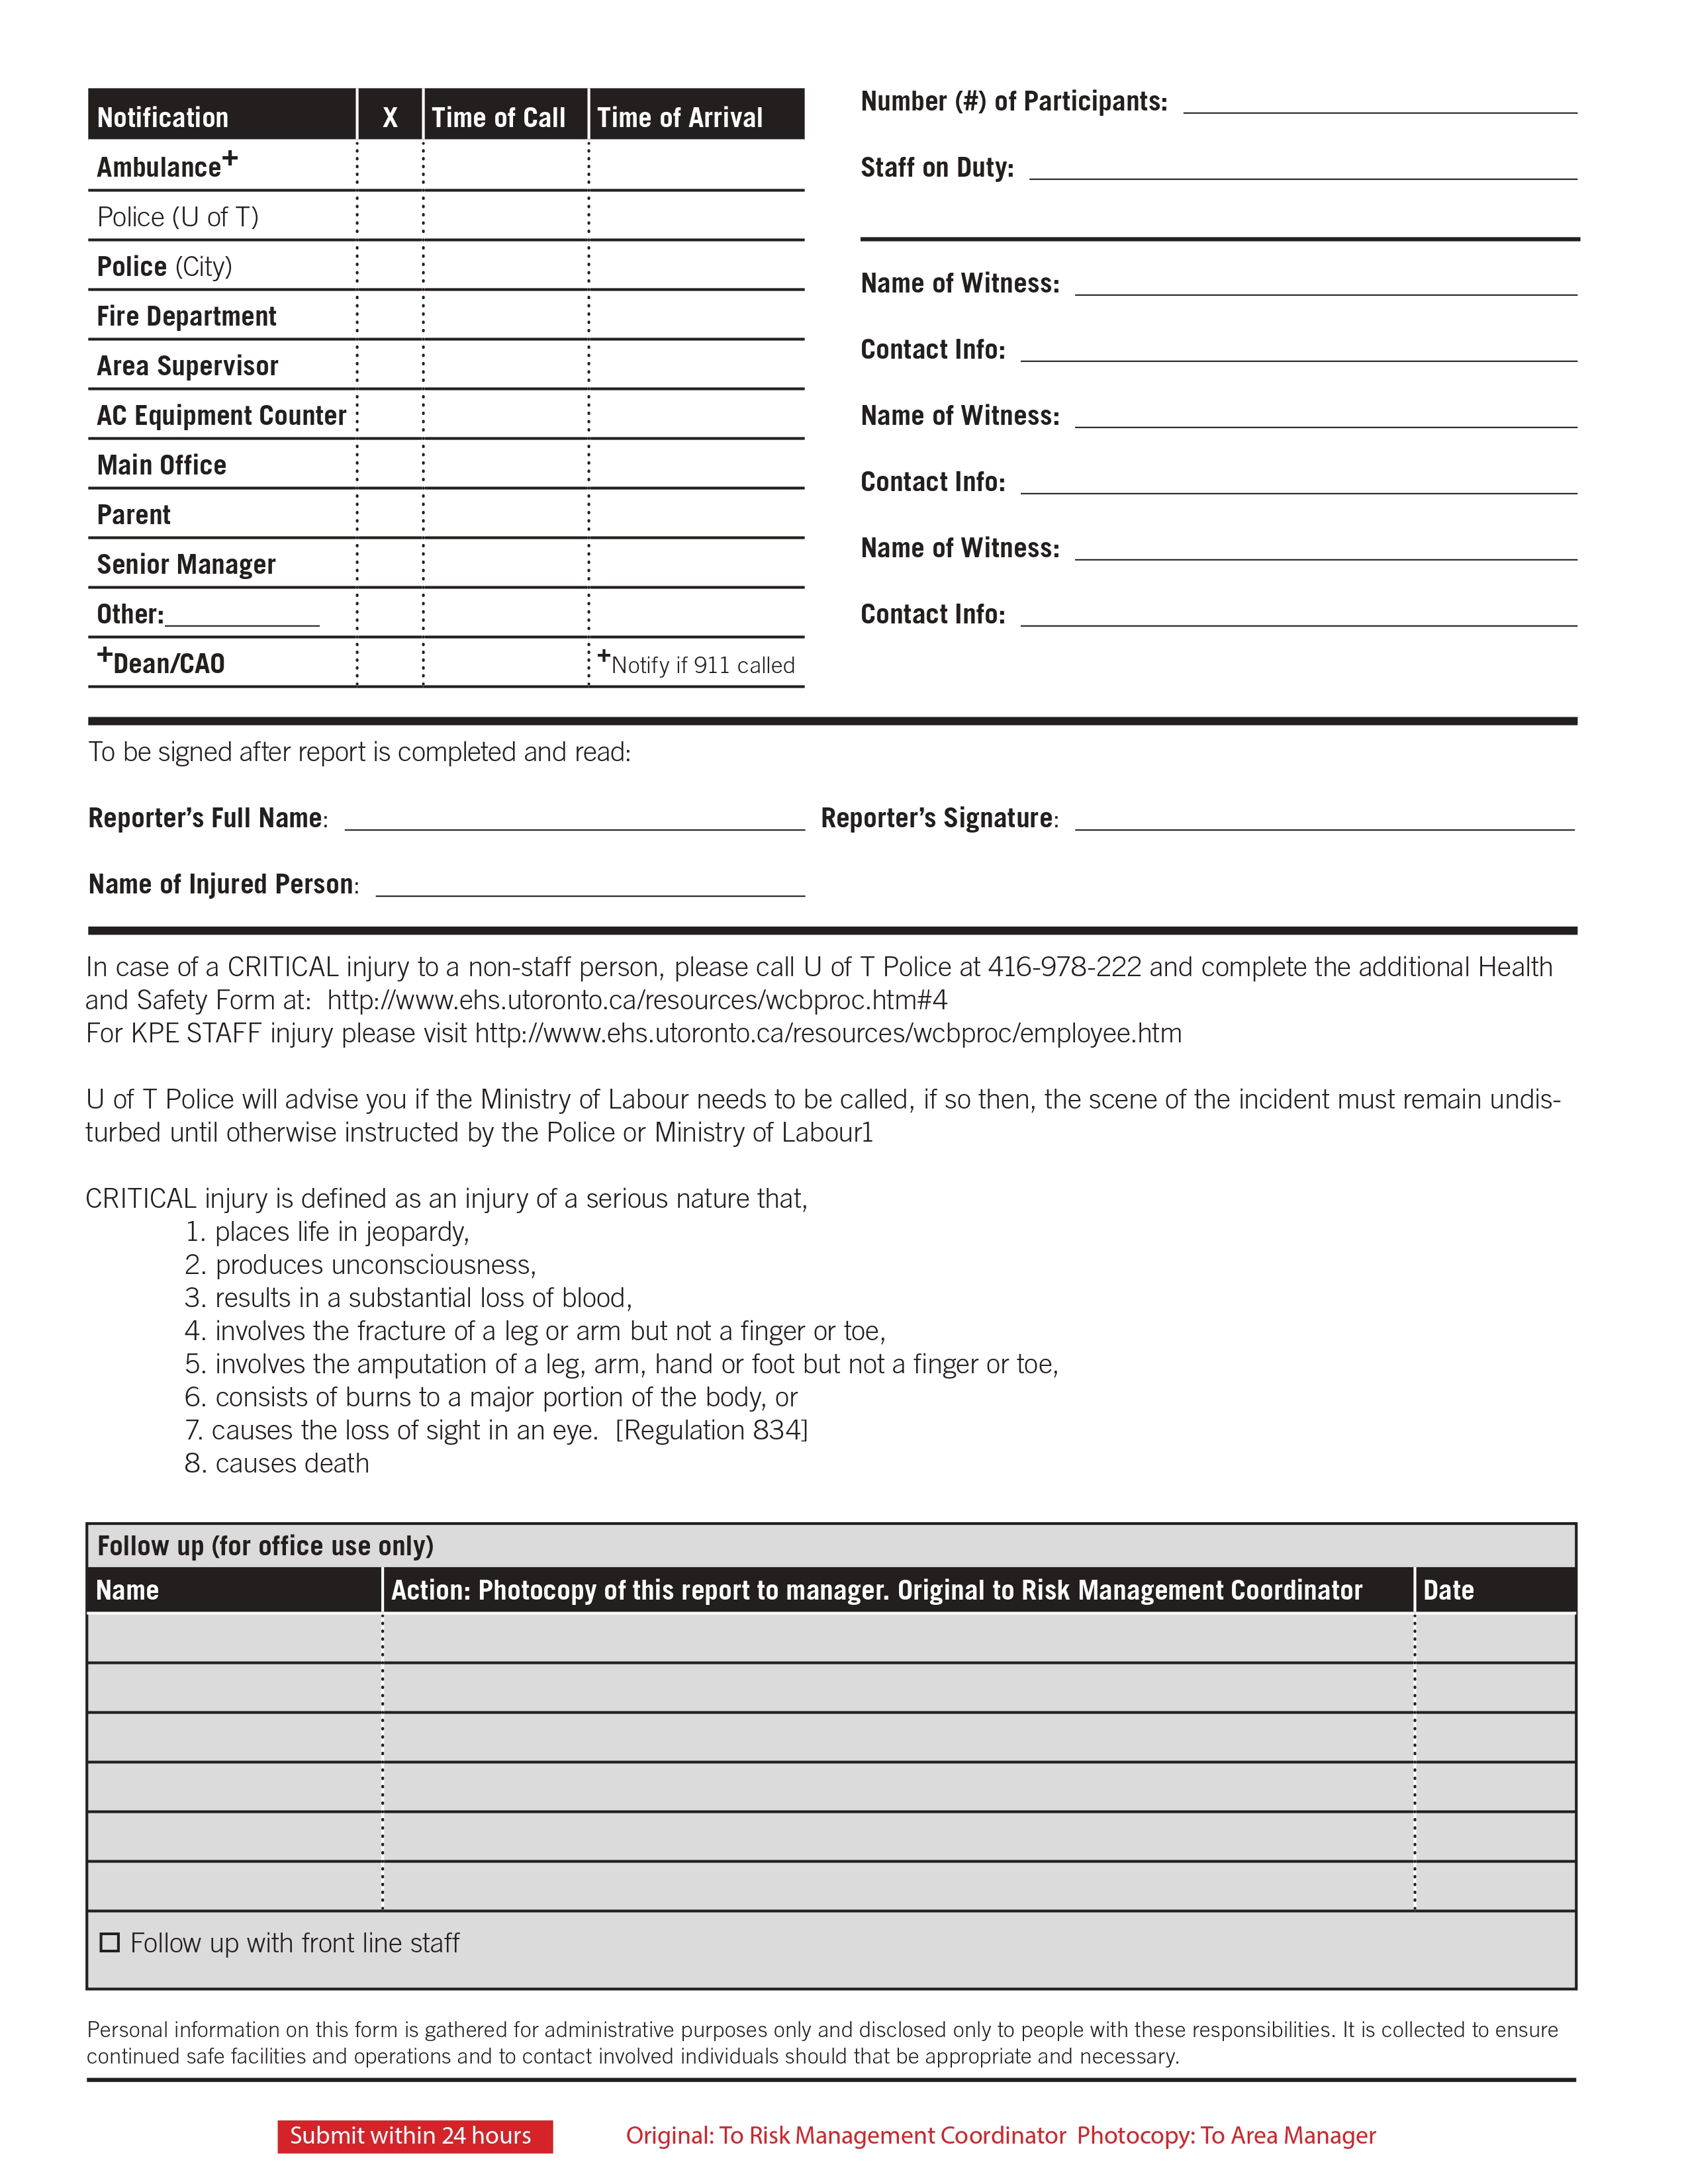 Notification X Time of Call Time of Arrival
Ambulance+
Police (U of T)
Police (City)
Fire Department
Area Supervisor
AC Equipment Counter
Main Office
Parent
Senior Manager
Other:____________
+Dean/CAO +Notify if 911 called
Number (#) of Participants:
Staff on Duty:
Name of Witness:
Contact Info:
Name of Witness:
Contact Info:
Name of Witness:
Contact Info:
To be signed after report is completed and read:
Reporter’s Full Name: Reporter’s Signature:
Name of Injured Person:
In case of a CRITICAL injury to a non-staff person, please call U of T Police at 416-978-222 and complete the additional Health
and Safety Form at: http://www.ehs.utoronto.ca/resources/wcbproc.htm#4
For KPE STAFF injury please visit http://www.ehs.utoronto.ca/resources/wcbproc/employee.htm
U of T Police will advise you if the Ministry of Labour needs to be called, if so then, the scene of the incident must remain undis-
turbed until otherwise instructed by the Police or Ministry of Labour1
CRITICAL injury is defined as an injury of a serious nature that,
1. places life in jeopardy,
2. produces unconsciousness,
3. results in a substantial loss of blood,
4. involves the fracture of a leg or arm but not a finger or toe,
5. involves the amputation of a leg, arm, hand or foot but not a finger or toe,
6. consists of burns to a major portion of the body, or
7. causes the loss of sight in an eye. [Regulation 834]
8. causes death
Follow up (for office use only)
Name Action: Photocopy of this report to manager. Original to Risk Management Coordinator Date
Follow up with front line staff
Personal information on this form is gathered for administrative purposes only and disclosed only to people with these responsibilities. It is collected to ensure
continued safe facilities and operations and to contact involved individuals should that be appropriate and necessary.
Submit within 24 hours Original: To Risk Management Coordinator Photocopy: To Area Manager